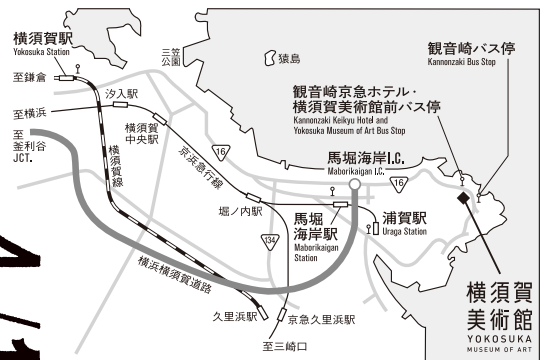 横須賀駅
Yokosuka Station
至鎌倉
至横浜
至
釜利谷
JCT.
汐入駅
横須賀
中央駅
三笠
公園
猿島
観音崎バス停
Kannonzaki Bus Stop
観音崎京急ホテル・
横須賀美術館前バス停
Kannonzaki Keikyu Hotel and
Yokosuka Museum of Art Bus Stop
馬堀海岸I.C.
Maborikaigan I.C.
16
16
横須賀線
京浜急行線
堀ノ内駅
134
馬堀
海岸駅
Maborikaigan
Station
浦賀駅
Uraga Station
横浜横須賀道路
久里浜駅
京急久里浜駅
至三崎口
横須賀
美術館
YOKOSUKA
MUSEUM OF ART